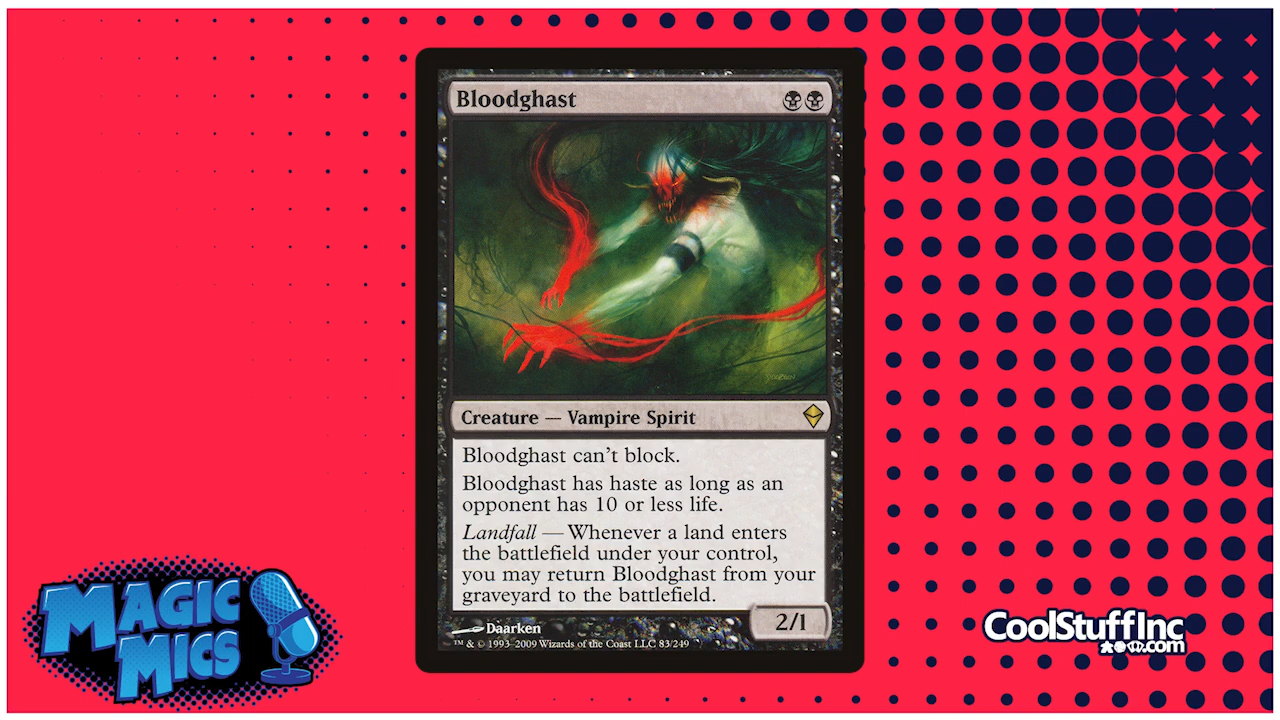 Bloodghast
Creature — Vampire Spirit
Bloodghast can't block.
Bloodghast has haste as long as an
opponent has 10 or less life.
Landfall — Whenever a land enters
the battlefield under your control,
you may return Bloodghast from your
graveyard to the battlefield.
2/1
Daarken
™ & © 1993–2009 Wizards of the Coast LLC 83/249
MAGIC
MICS
CoolStuffInc
.com